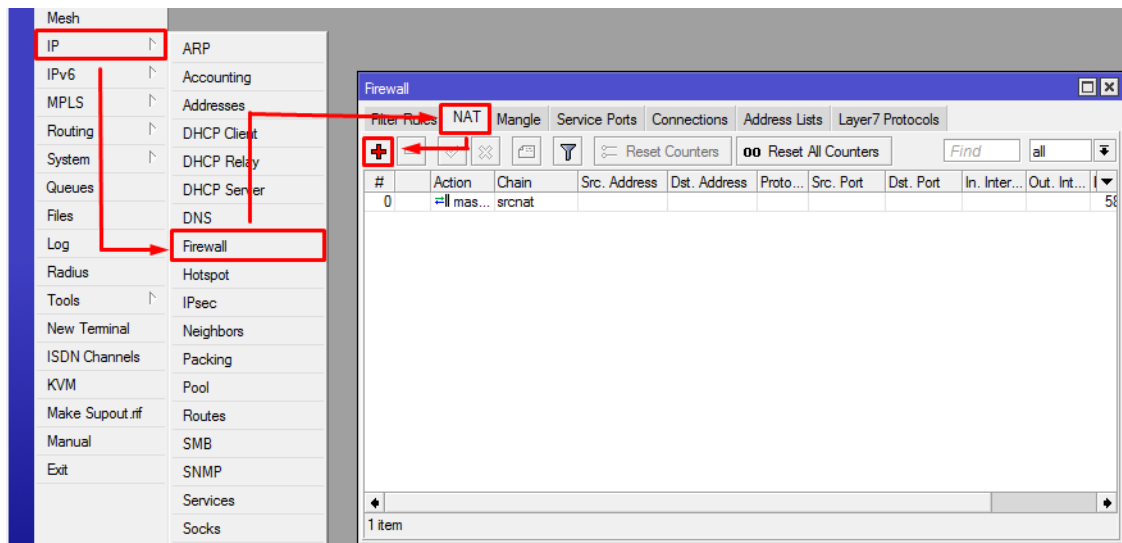 Mesh
IP
IPv6
MPLS
Routing
System
Queues
Files
Log
Radius
Tools
New Terminal
ISDN Channels
KVM
Make Supout.rif
Manual
Exit
ARP
Accounting
Addresses
DHCP Client
DHCP Relay
DHCP Server
DNS
Firewall
Hotspot
IPsec
Neighbors
Packing
Pool
Routes
SMB
SNMP
Services
Socks
Firewall
Filter Rules NAT Mangle Service Ports Connections Address Lists Layer7 Protocols
Reset Counters 00 Reset All Counters Find all
# Action Chain Src. Address Dst. Address Proto... Src. Port Dst. Port In. Inter... Out. Int...
0 mas... srcnat 58
1 item